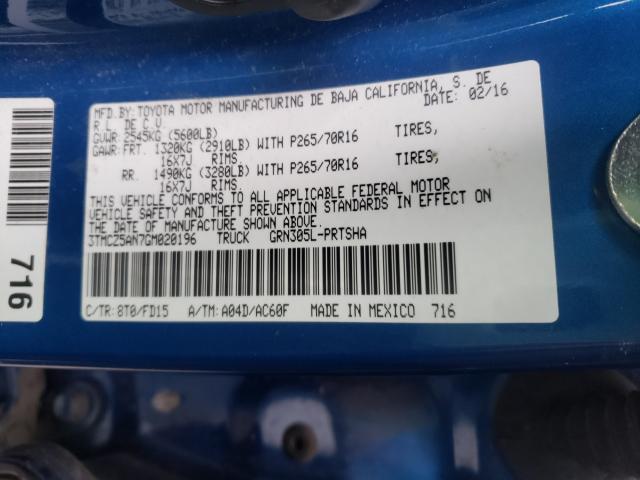 MFD.BY:TOYOTA MOTOR MANUFACTURING DE BAJA CALIFORNIA, S. DE
R.L. DE C.V. DATE: 02/16
GVWR: 2545KG (5600LB)
GAWR:FRT. 1320KG (2910LB) WITH P265/70R16 TIRES,
16X7J RIMS.
RR. 1490KG (3280LB) WITH P265/70R16 TIRES,
16X7J RIMS.
THIS VEHICLE CONFORMS TO ALL APPLICABLE FEDERAL MOTOR
VEHICLE SAFETY AND THEFT PREVENTION STANDARDS IN EFFECT ON
THE DATE OF MANUFACTURE SHOWN ABOVE.
3TMCZ5AN7GM020196 TRUCK GRN305L-PRTSHA
C/TR:8T0/FD15 A/TM:A04D/AC60F MADE IN MEXICO 716
716